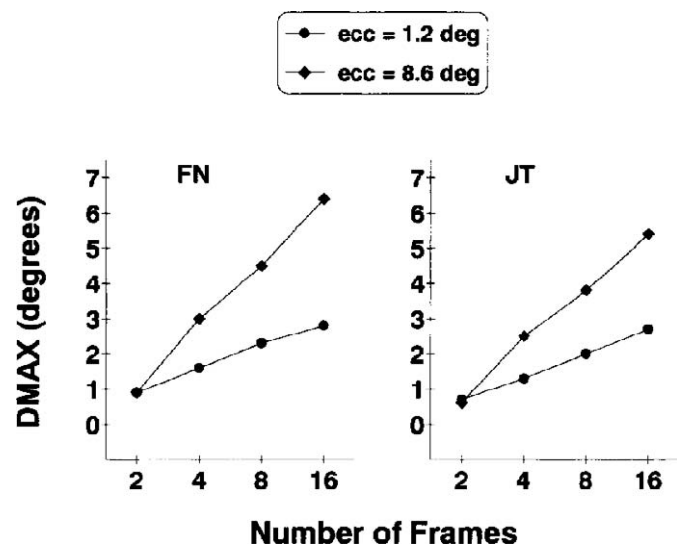 ecc = 1.2 deg
ecc = 8.6 deg
FN
JT
DMAX (degrees)
7
6
5
4
3
2
1
0
2 4 8 16
7
6
5
4
3
2
1
0
2 4 8 16
Number of Frames